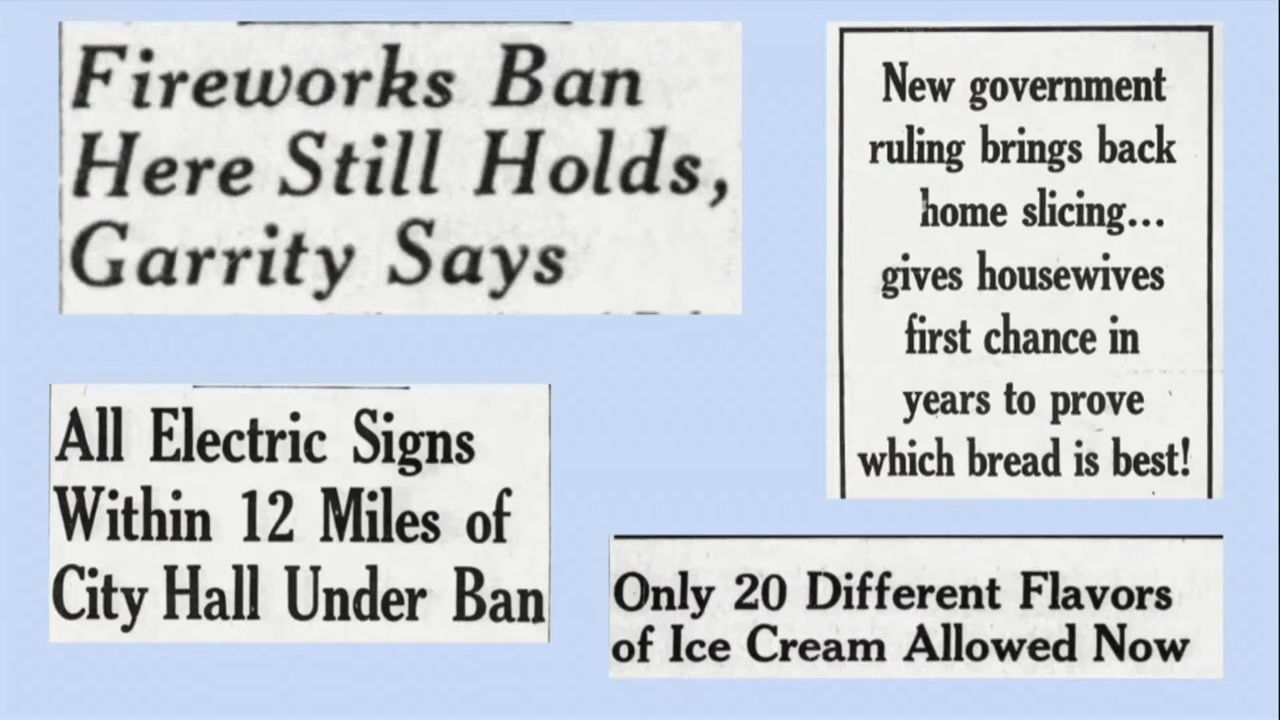 Fireworks Ban
Here Still Holds,
Garrity Says
New government
ruling brings back
home slicing...
gives housewives
first chance in
years to prove
which bread is best!
All Electric Signs
Within 12 Miles of
City Hall Under Ban
Only 20 Different Flavors
of Ice Cream Allowed Now